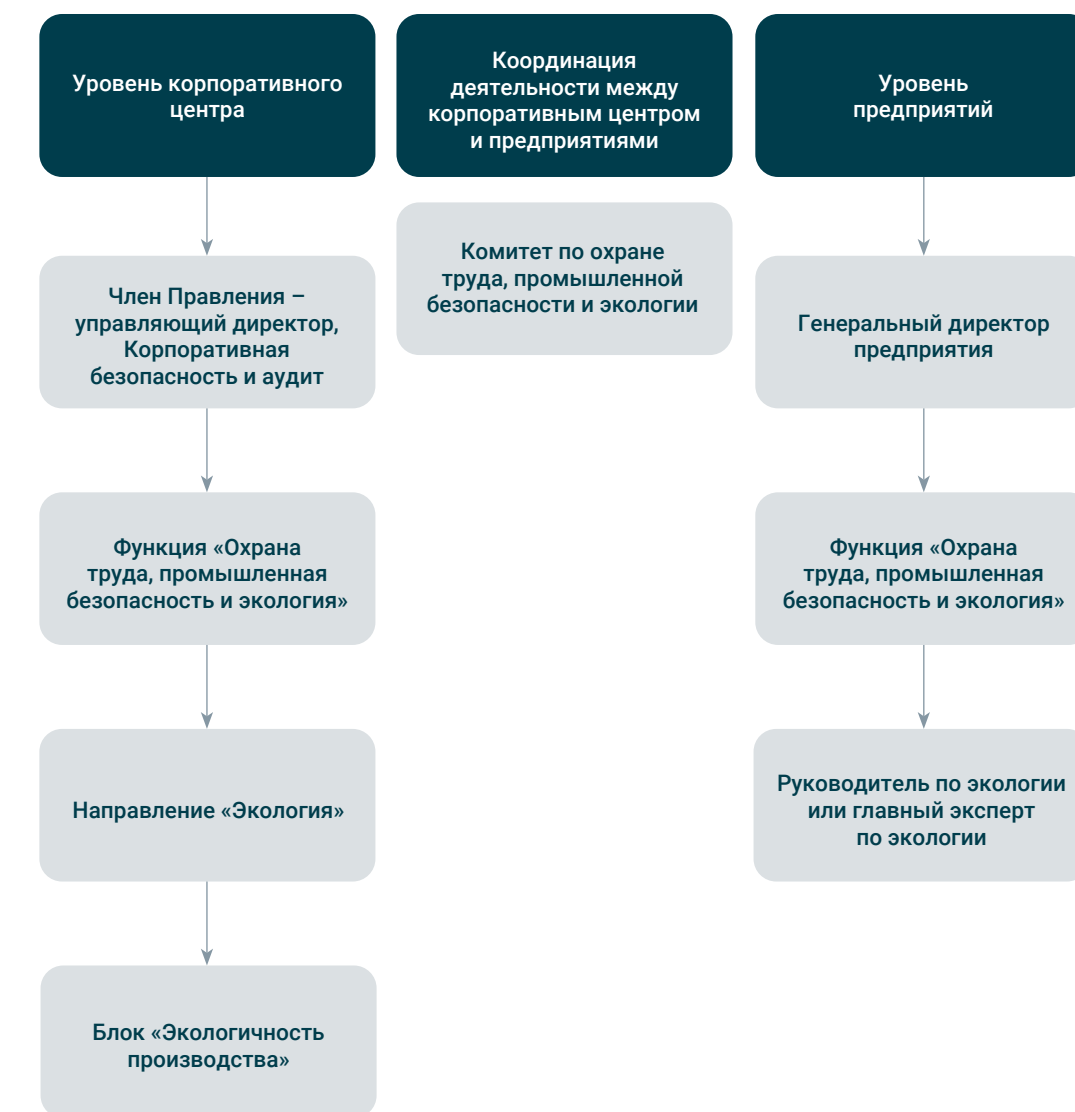 Уровень корпоративного
центра
Координация
деятельности между
корпоративным центром
и предприятиями
Уровень
предприятий
Член Правления –
управляющий директор,
Корпоративная
безопасность и аудит
Комитет по охране
труда, промышленной
безопасности и экологии
Генеральный директор
предприятия
Функция «Охрана
труда, промышленная
безопасность и экология»
Функция «Охрана
труда, промышленная
безопасность и экология»
Направление «Экология»
Руководитель по экологии
или главный эксперт
по экологии
Блок «Экологичность
производства»